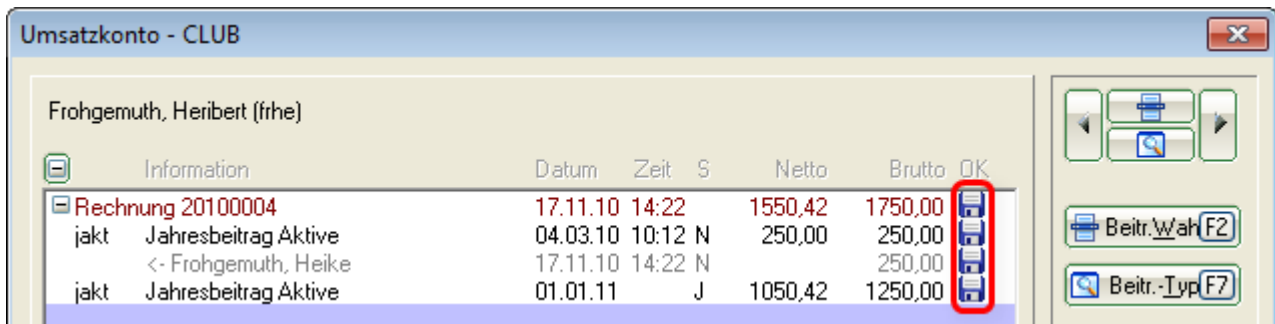 Umsatzkonto - CLUB
Frohgemuth, Heribert (frhe)
Information Datum Zeit S Netto Brutto OK
Rechnung 20100004 17.11.10 14:22 1550,42 1750,00
jakt Jahresbeitrag Aktive 04.03.10 10:12 N 250,00 250,00
<- Frohgemuth, Heike 17.11.10 14:22 N 250,00
jakt Jahresbeitrag Aktive 01.01.11 J 1050,42 1250,00
Beitr.Wah F2
Beitr.-Typ F7